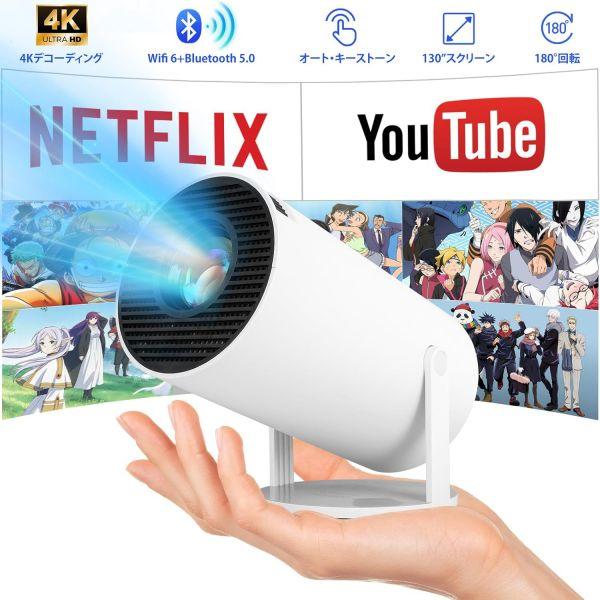 4K
ULTRA HD
4Kデコーディング
Wifi 6+Bluetooth 5.0
オート・キーストーン
130"スクリーン
180°
180°回転
NETFLIX
YouTube